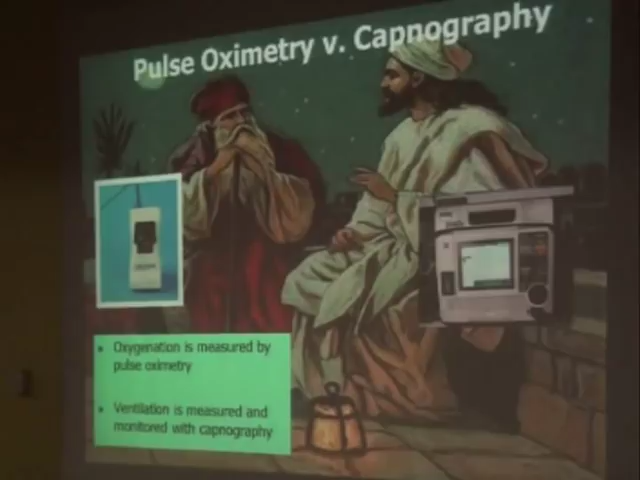 Pulse Oximetry v. Capnography
• Oxygenation is measured by
pulse oximetry
• Ventilation is measured and
monitored with capnography